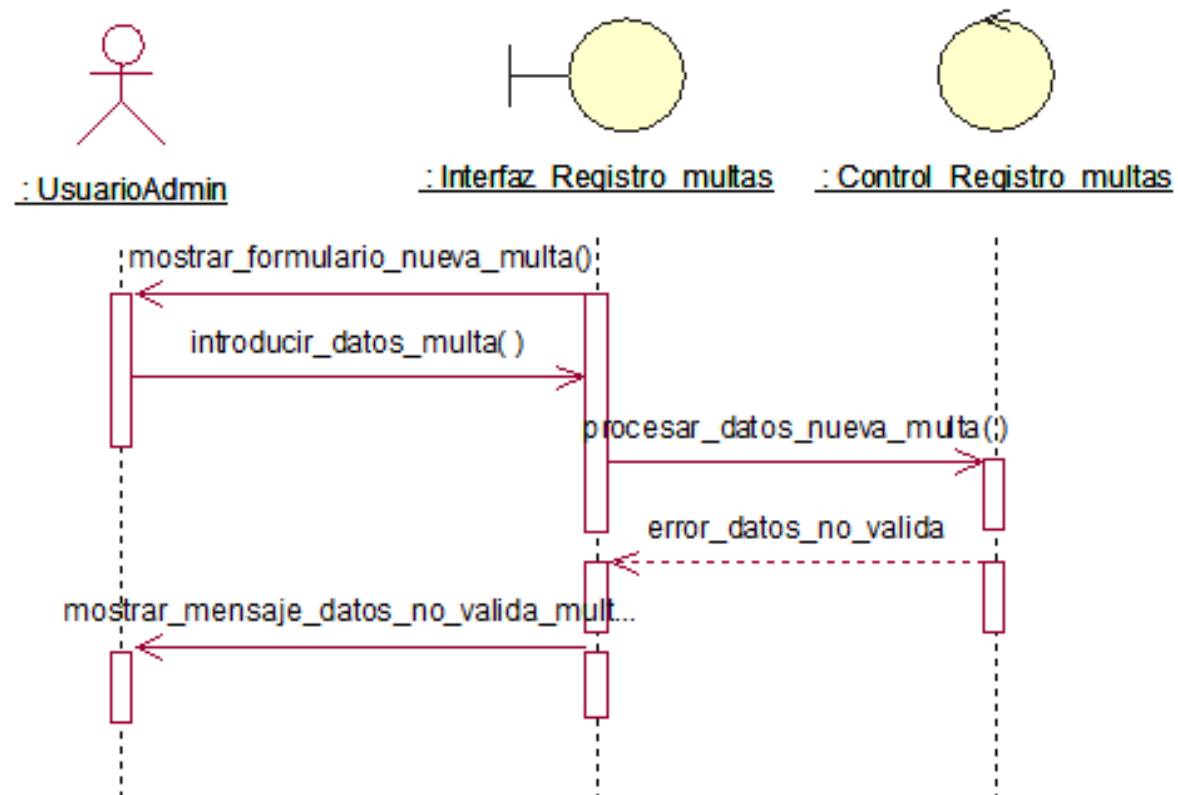 : UsuarioAdmin
: Interfaz_Registro_multas
: Control_Registro_multas
mostrar_formulario_nueva_multa()
introducir_datos_multa( )
procesar_datos_nueva_multa( )
error_datos_no_valida
mostrar_mensaje_datos_no_valida_mult...